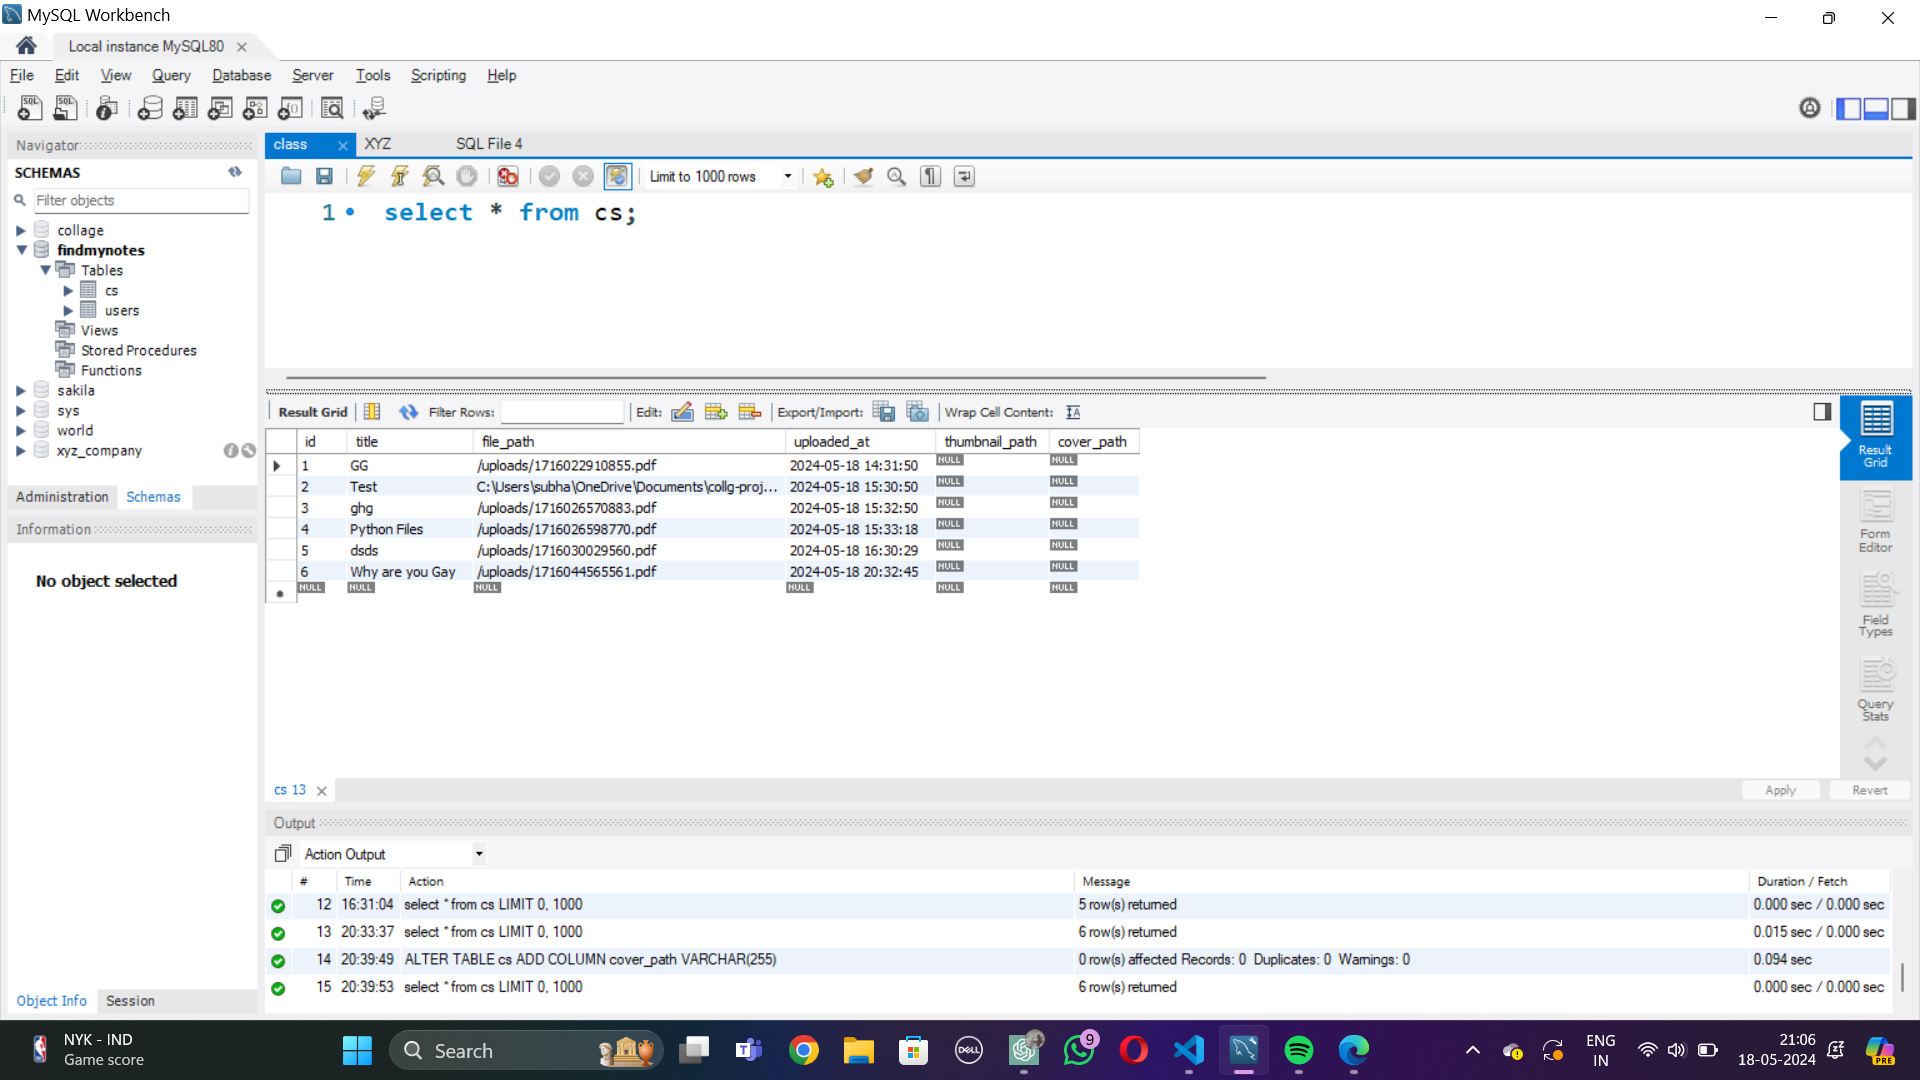 MySQL Workbench
Local instance MySQL80
File Edit View Query Database Server Tools Scripting Help
Navigator
SCHEMAS
Filter objects
collage
findmynotes
Tables
cs
users
Views
Stored Procedures
Functions
sakila
sys
world
xyz_company
Administration Schemas
Information
No object selected
Object Info Session
class XYZ SQL File 4
Limit to 1000 rows
1 select * from cs;
Result Grid Filter Rows: Edit: Export/Import: Wrap Cell Content:
id title file_path uploaded_at thumbnail_path cover_path
1 GG /uploads/1716022910855.pdf 2024-05-18 14:31:50 NULL NULL
2 Test C:\Users\subha\OneDrive\Documents\collg-proj... 2024-05-18 15:30:50 NULL NULL
3 ghg /uploads/1716026570883.pdf 2024-05-18 15:32:50 NULL NULL
4 Python Files /uploads/1716026598770.pdf 2024-05-18 15:33:18 NULL NULL
5 dsds /uploads/1716030029560.pdf 2024-05-18 16:30:29 NULL NULL
6 Why are you Gay /uploads/1716044565561.pdf 2024-05-18 20:32:45 NULL NULL
NULL NULL NULL NULL NULL NULL
Result
Grid
Form
Editor
Field
Types
Query
Stats
cs 13
Apply Revert
Output
Action Output
# Time Action Message Duration / Fetch
12 16:31:04 select * from cs LIMIT 0, 1000 5 row(s) returned 0.000 sec / 0.000 sec
13 20:33:37 select * from cs LIMIT 0, 1000 6 row(s) returned 0.015 sec / 0.000 sec
14 20:39:49 ALTER TABLE cs ADD COLUMN cover_path VARCHAR(255) 0 row(s) affected Records: 0 Duplicates: 0 Warnings: 0 0.094 sec
15 20:39:53 select * from cs LIMIT 0, 1000 6 row(s) returned 0.000 sec / 0.000 sec
NYK - IND
Game score
Search
DELL
9
ENG
IN
21:06
18-05-2024
PRE